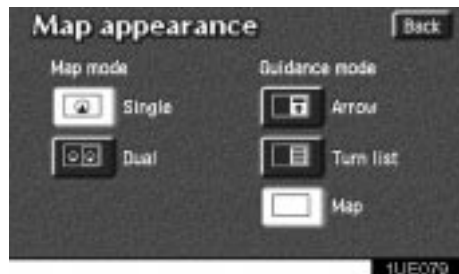 Map appearance
Back
Map mode
Guidance mode
Single
Arrow
Dual
Turn list
Map
1UE079